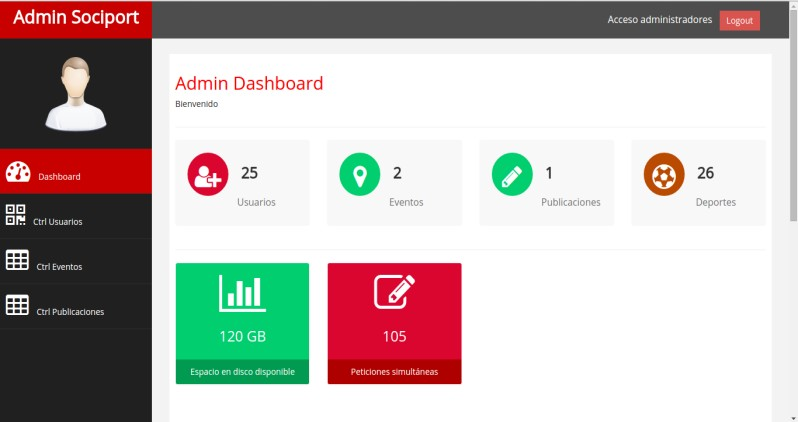 Admin Sociport
Acceso administradores
Logout
Dashboard
Ctrl Usuarios
Ctrl Eventos
Ctrl Publicaciones
Admin Dashboard
Bienvenido
25
Usuarios
2
Eventos
1
Publicaciones
26
Deportes
120 GB
Espacio en disco disponible
105
Peticiones simultáneas